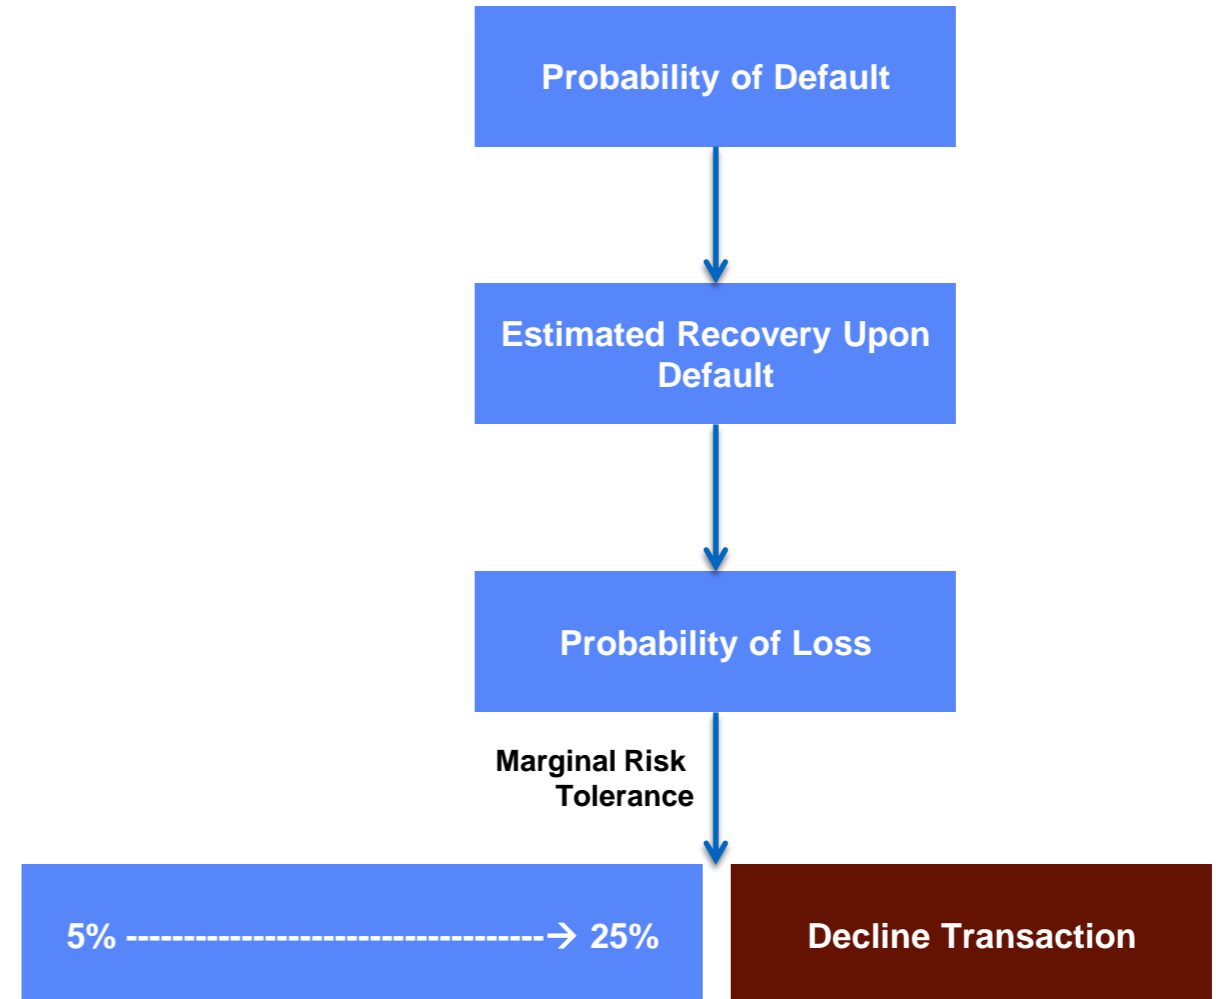 Probability of Default
Estimated Recovery Upon
Default
Probability of Loss
Marginal Risk
Tolerance
5% ------------------------------------→ 25%
Decline Transaction